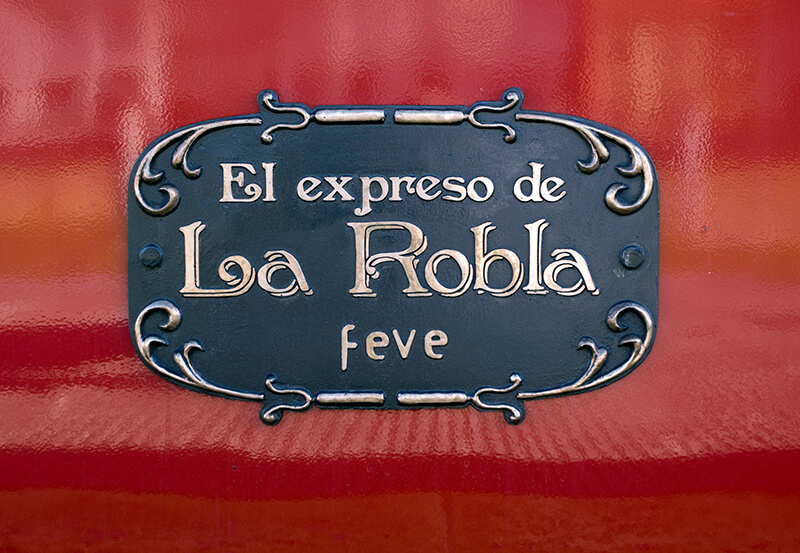 El expreso de
La Robla
feve